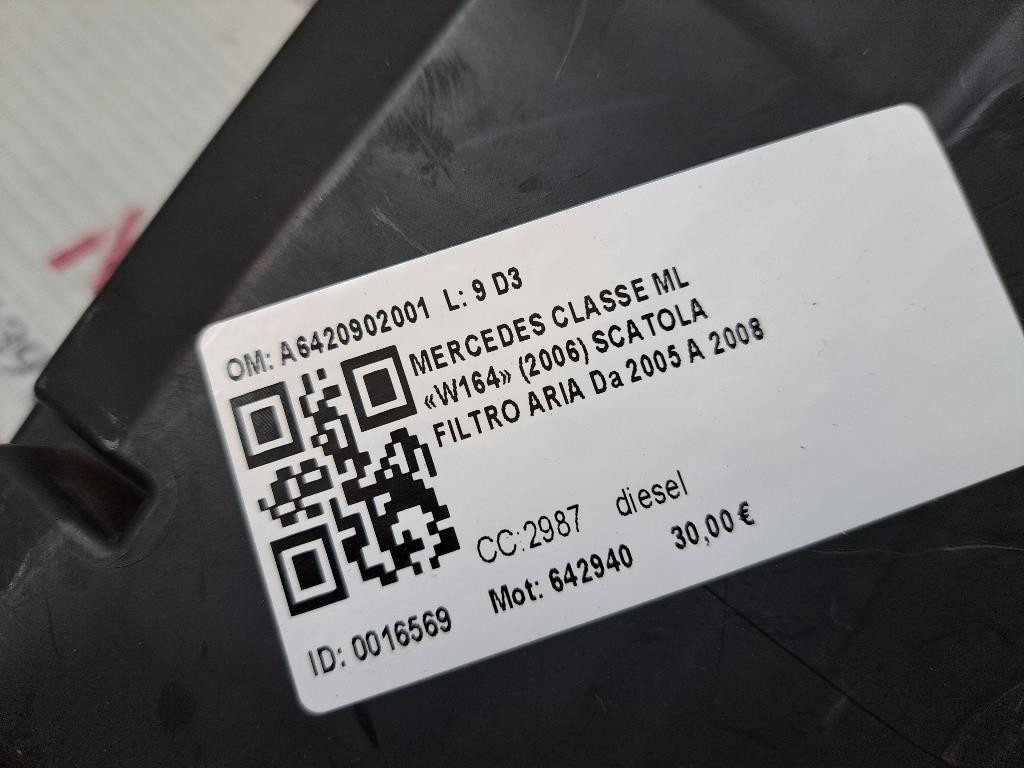 OM: A6420902001 L: 9 D3
MERCEDES CLASSE ML
«W164» (2006) SCATOLA
FILTRO ARIA Da 2005 A 2008
CC:2987 diesel
Mot: 642940 30,00 €
ID: 0016569